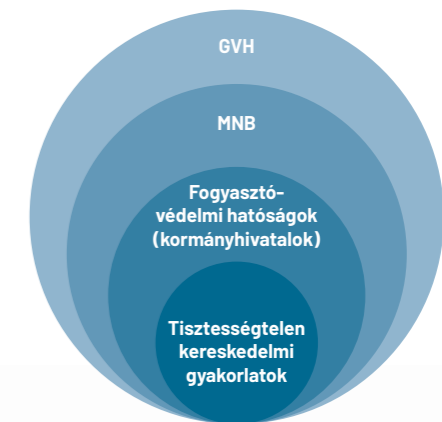 GVH
MNB
Fogyasztó-
védelmi hatóságok
(kormányhivatalok)
Tisztességtelen
kereskedelmi
gyakorlatok